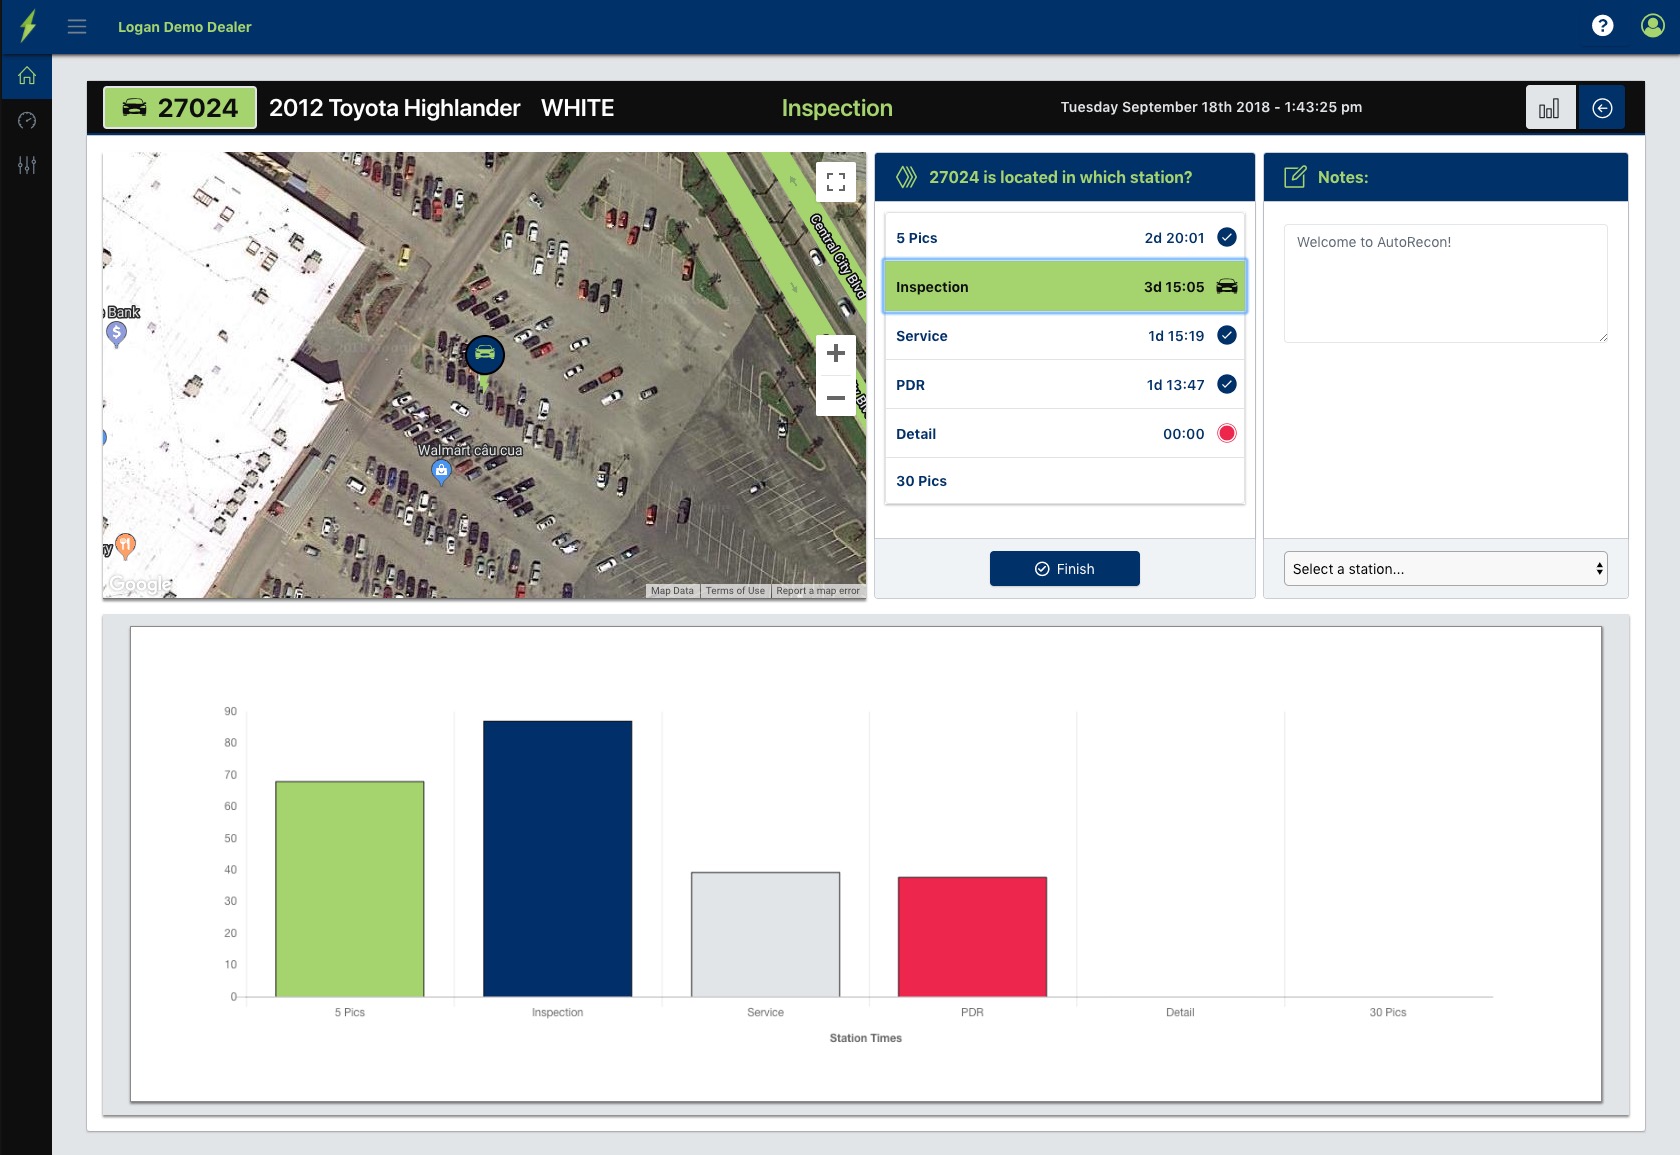 Logan Demo Dealer
?
27024 2012 Toyota Highlander WHITE Inspection Tuesday September 18th 2018 - 1:43:25 pm
Bank
$
Central City Blvd
Walmart câu cua
Google
Map Data Terms of Use Report a map error
27024 is located in which station?
5 Pics 2d 20:01
Inspection 3d 15:05
Service 1d 15:19
PDR 1d 13:47
Detail 00:00
30 Pics
Finish
Notes:
Welcome to AutoRecon!
Select a station...
90
80
70
60
50
40
30
20
10
0
5 Pics Inspection Service PDR Detail 30 Pics
Station Times